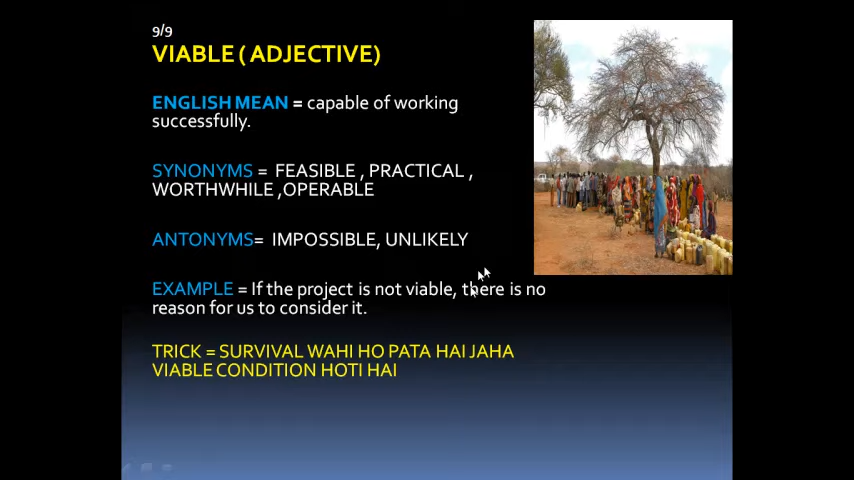 9/9
VIABLE ( ADJECTIVE)
ENGLISH MEAN = capable of working
successfully.
SYNONYMS = FEASIBLE , PRACTICAL ,
WORTHWHILE ,OPERABLE
ANTONYMS= IMPOSSIBLE, UNLIKELY
EXAMPLE = If the project is not viable, there is no
reason for us to consider it.
TRICK = SURVIVAL WAHI HO PATA HAI JAHA
VIABLE CONDITION HOTI HAI